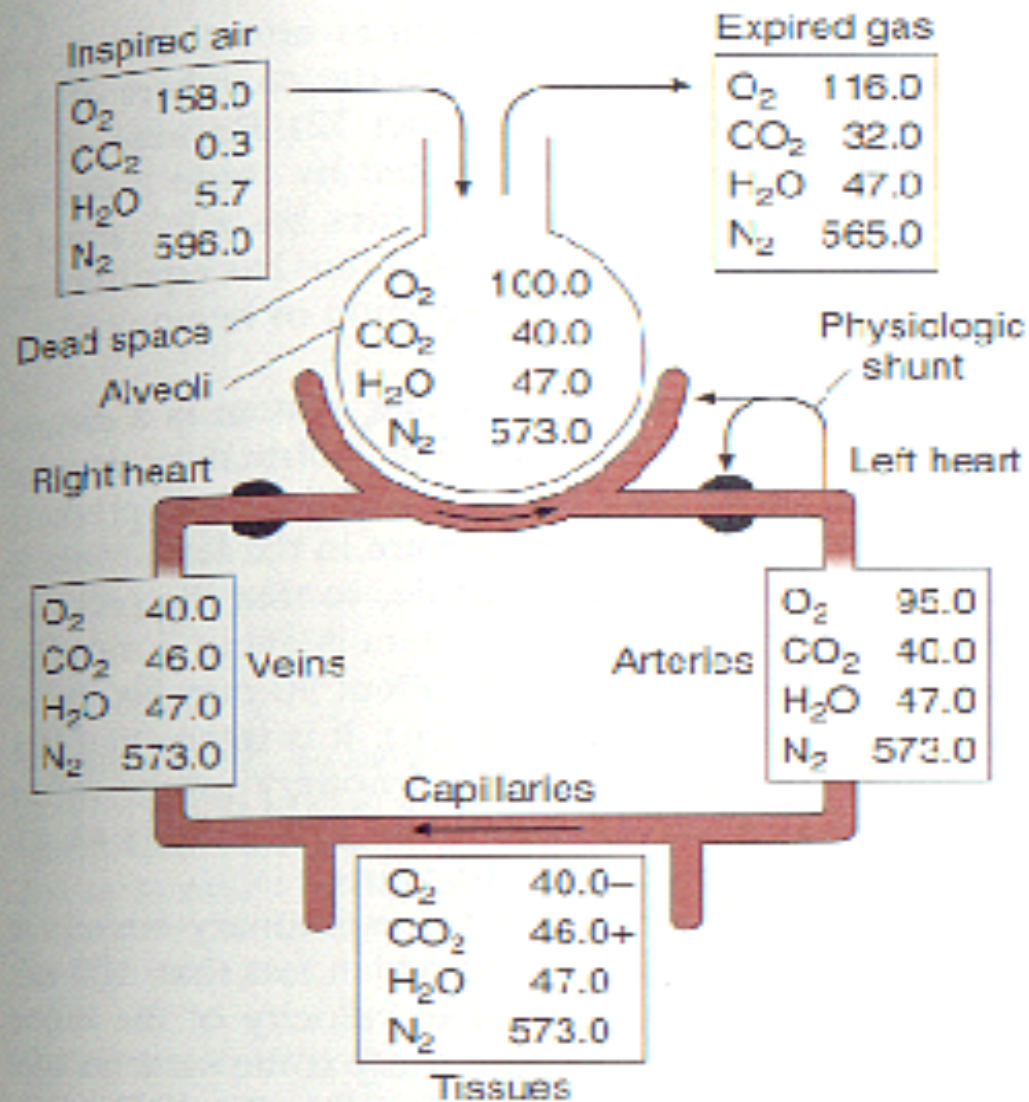 Inspired air
O2 158.0
CO2 0.3
H2O 5.7
N2 596.0
Expired gas
O2 116.0
CO2 32.0
H2O 47.0
N2 565.0
Dead space
Alveoli
O2 100.0
CO2 40.0
H2O 47.0
N2 573.0
Physiclogic
shunt
Right heart
Left heart
O2 40.0
CO2 46.0
H2O 47.0
N2 573.0
Veins
Arteries
O2 95.0
CO2 40.0
H2O 47.0
N2 573.0
Capillaries
O2 40.0–
CO2 46.0+
H2O 47.0
N2 573.0
Tissues